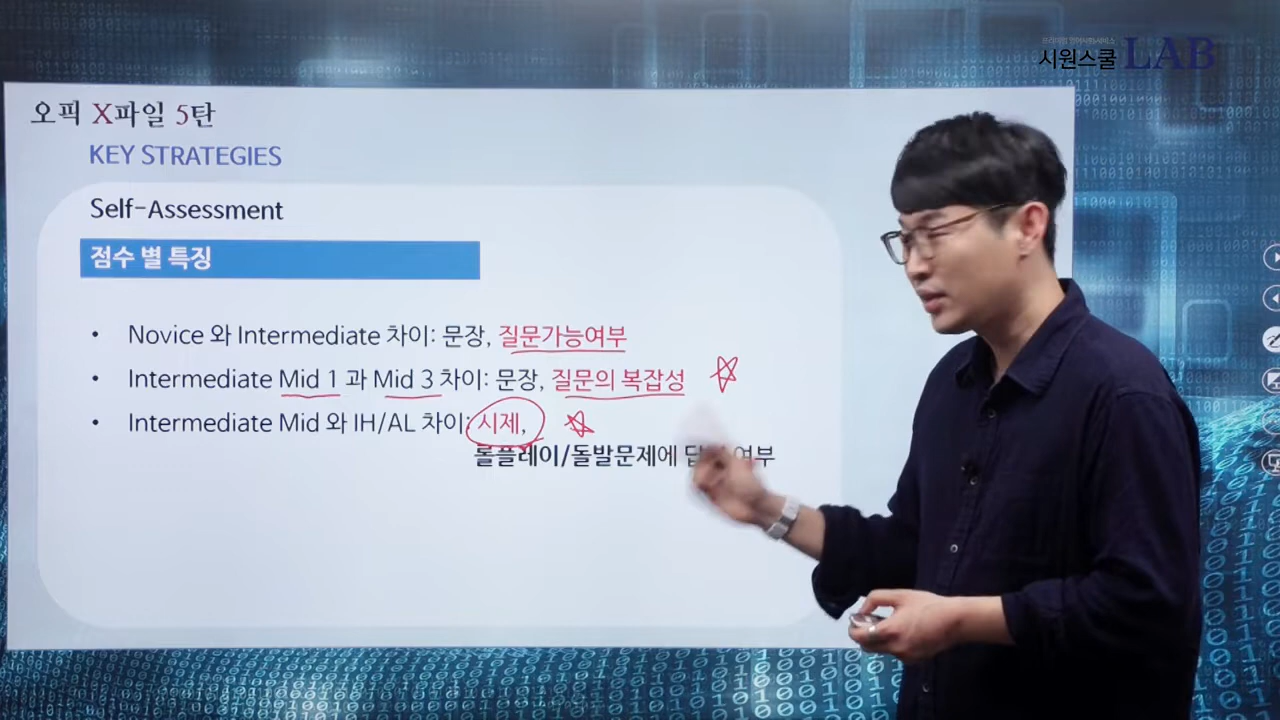 시원스쿨 LAB
오픽 X파일 5탄
KEY STRATEGIES
Self-Assessment
점수 별 특징
• Novice 와 Intermediate 차이: 문장, 질문가능여부
• Intermediate Mid 1 과 Mid 3 차이: 문장, 질문의 복잡성
• Intermediate Mid 와 IH/AL 차이: 시제,
롤플레이/돌발문제에 여부